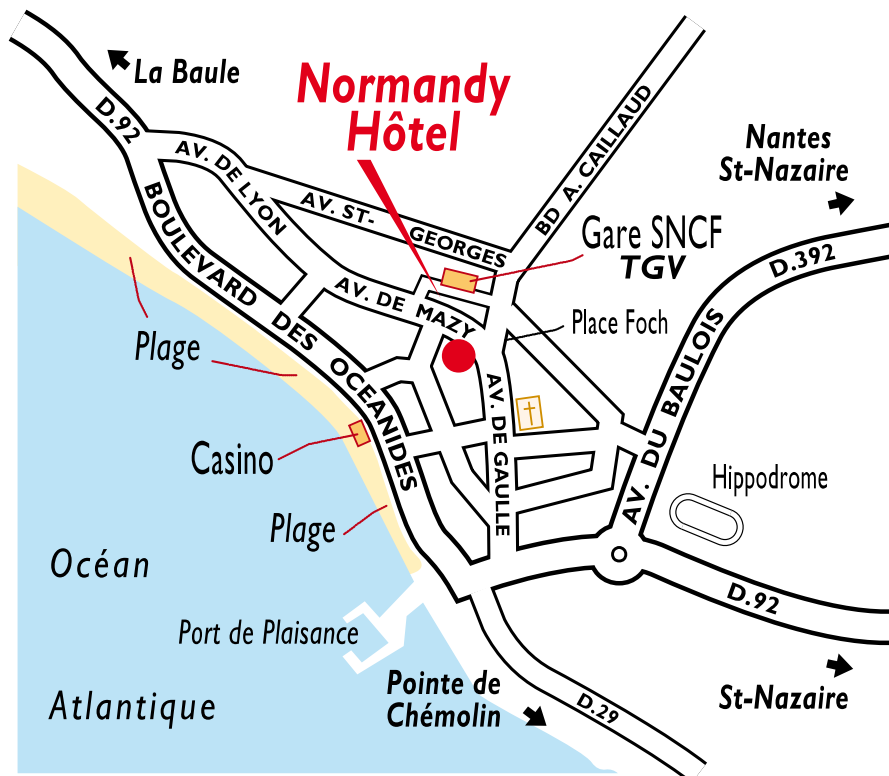 La Baule
Normandy
Hôtel
D.92
AV. DE LYON
BD A. CAILLAUD
Nantes
St-Nazaire
AV. ST-
GEORGES
Gare SNCF
TGV
D.392
BOULEVARD DES OCEANIDES
AV. DE MAZY
Place Foch
Plage
AV. DU BAULOIS
AV. DE GAULLE
Casino
Hippodrome
Plage
Océan
Atlantique
Port de Plaisance
D.92
Pointe de
Chémolin
D.29
St-Nazaire